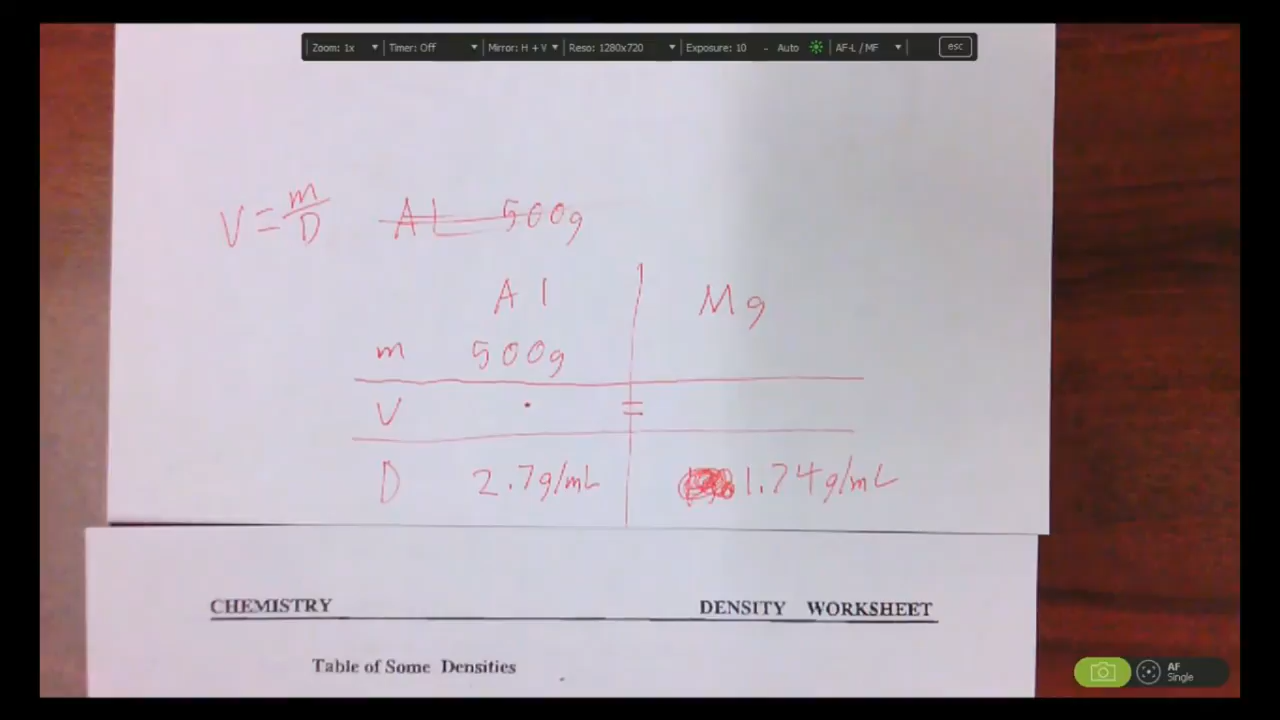 Zoom: 1x Timer: Off Mirror: H + V Reso: 1280x720 Exposure: 10 - Auto AF-L / MF esc
V = m/D Al 500g
Al Mg
m 500g
V =
D 2.7g/mL 1.74g/mL
CHEMISTRY DENSITY WORKSHEET
Table of Some Densities
AF
Single